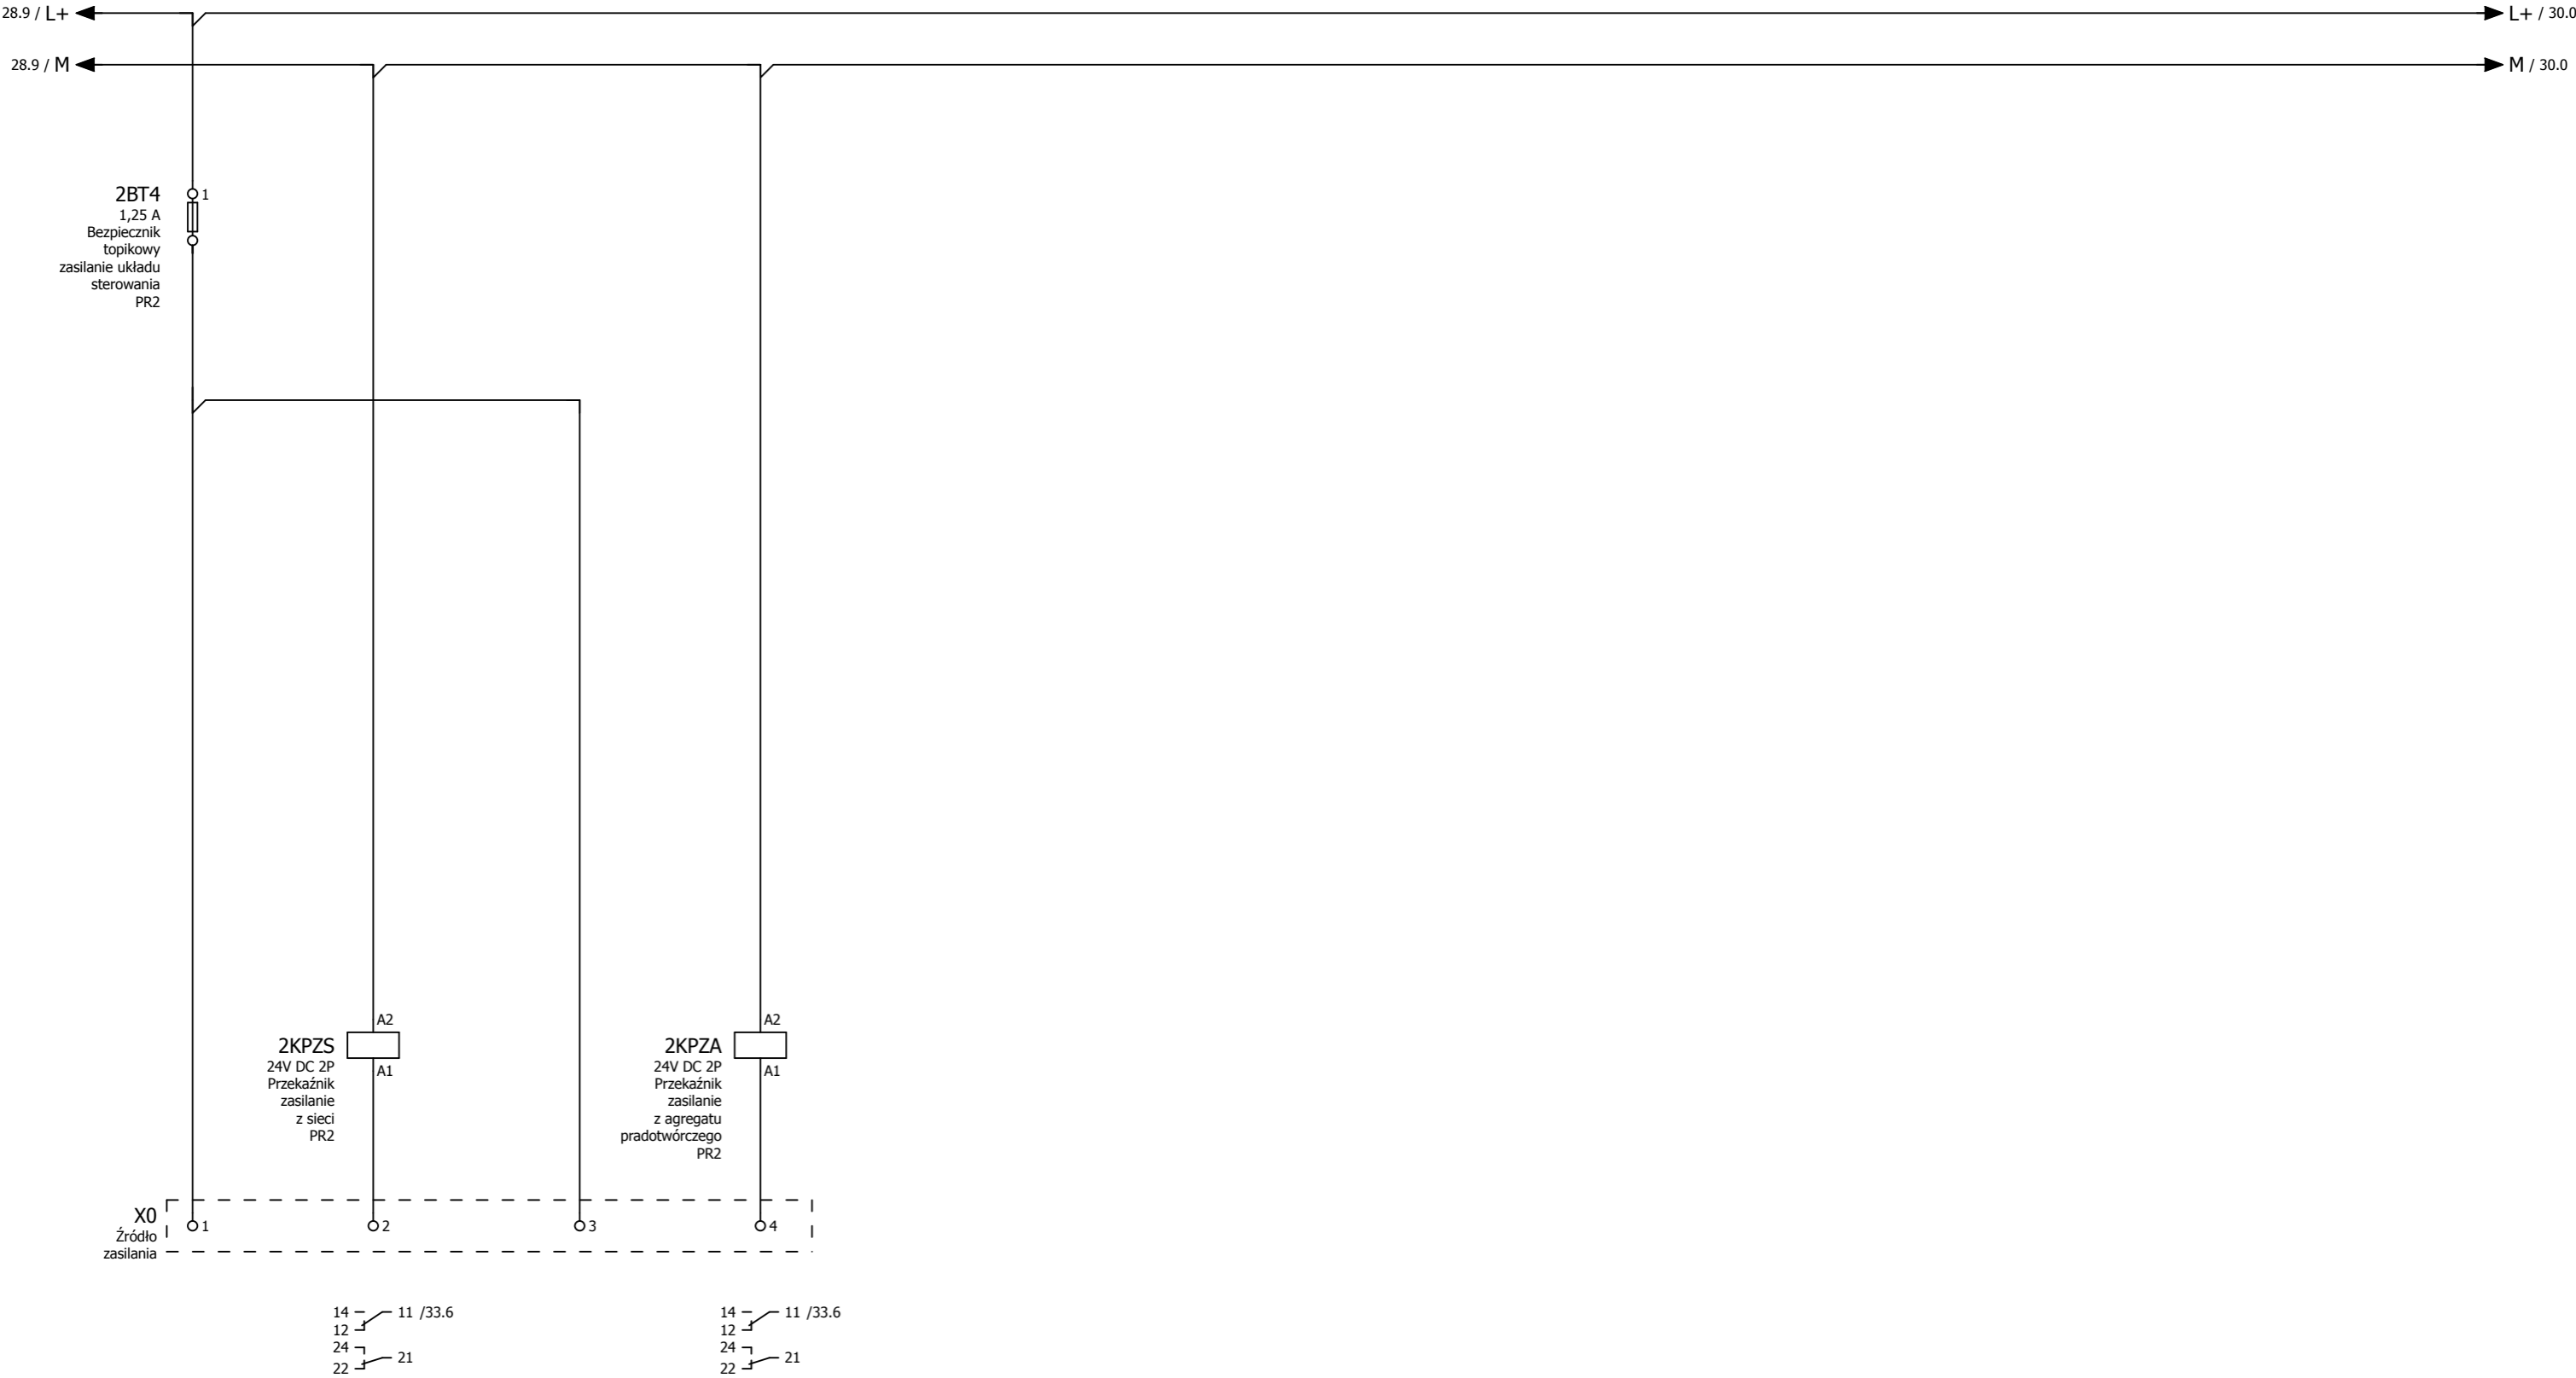 28.9 / L+
L+ / 30.0
28.9 / M
M / 30.0
2BT4
1
1,25 A
Bezpiecznik
topikowy
zasilanie układu
sterowania
PR2
A2
2KPZS
24V DC 2P
A1
Przekaźnik
zasilanie
z sieci
PR2
A2
2KPZA
24V DC 2P
A1
Przekaźnik
zasilanie
z agregatu
pradotwórczego
PR2
X0
Źródło
zasilania
1
2
3
4
14 11 /33.6
12
24
22 21
14 11 /33.6
12
24
22 21